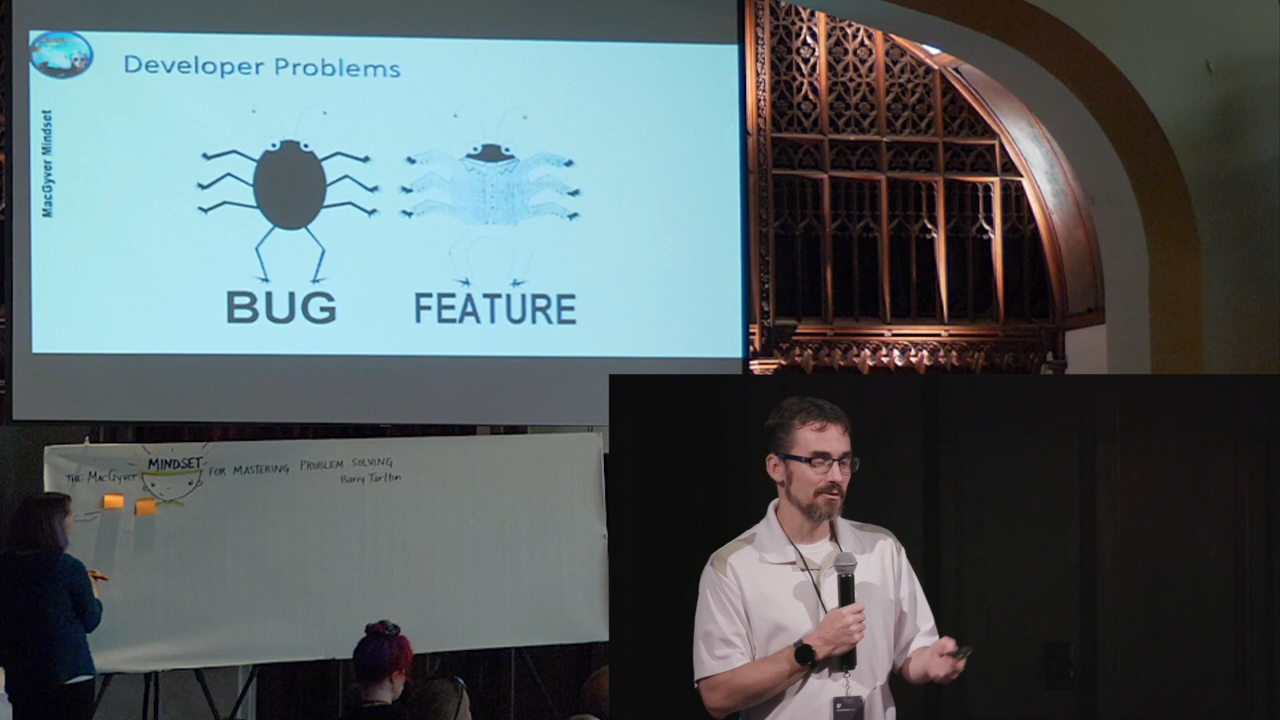 Developer Problems
MacGyver Mindset
BUG
FEATURE
THE MacGyver MINDSET FOR MASTERING PROBLEM SOLVING
Barry Tarlton